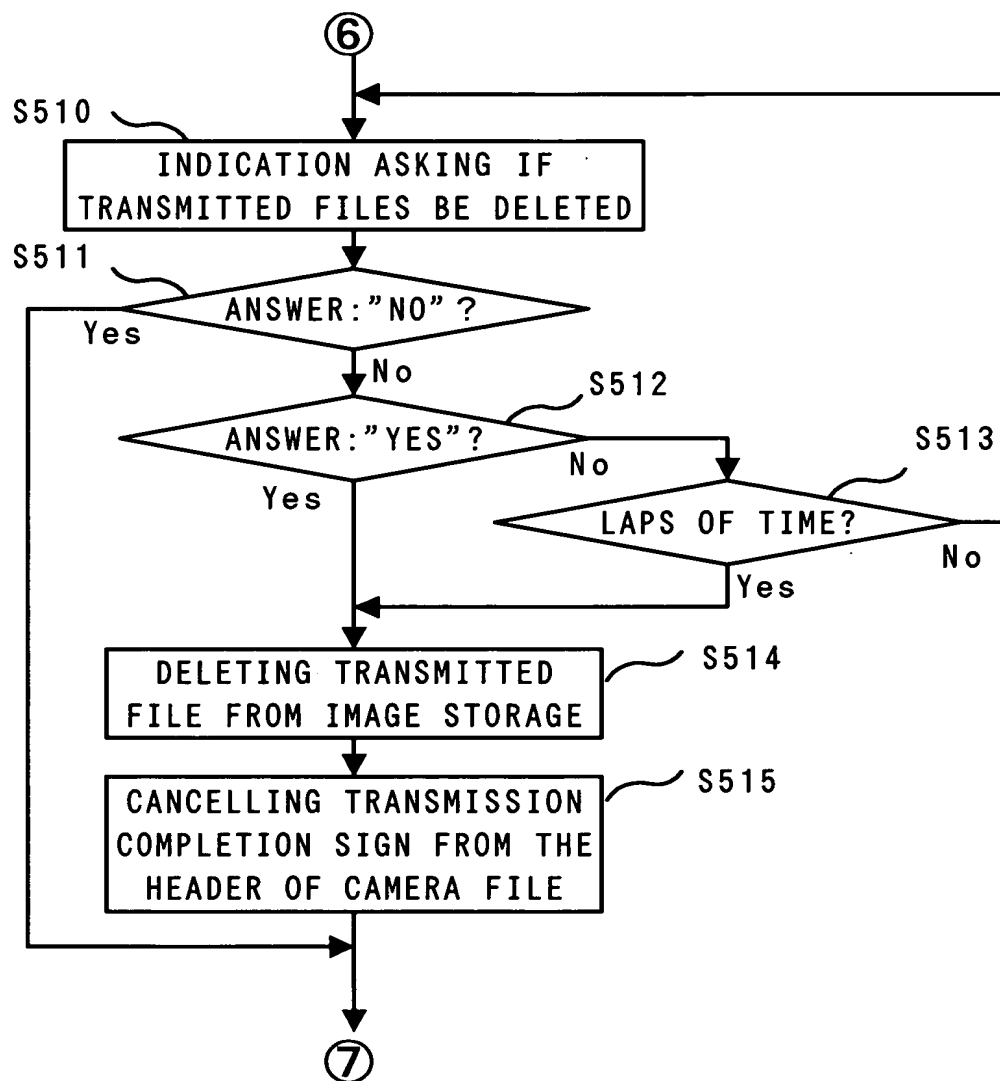 ⑥
S510
INDICATION ASKING IF
TRANSMITTED FILES BE DELETED
S511
ANSWER:"NO"?
Yes
No
S512
ANSWER:"YES"?
No
S513
Yes
LAPS OF TIME?
No
Yes
DELETING TRANSMITTED
FILE FROM IMAGE STORAGE
S514
CANCELLING TRANSMISSION
COMPLETION SIGN FROM THE
HEADER OF CAMERA FILE
S515
⑦